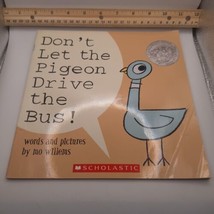 Don't
Let the
Pigeon
Drive
the
Bus!
words and pictures
by mo willems
SCHOLASTIC